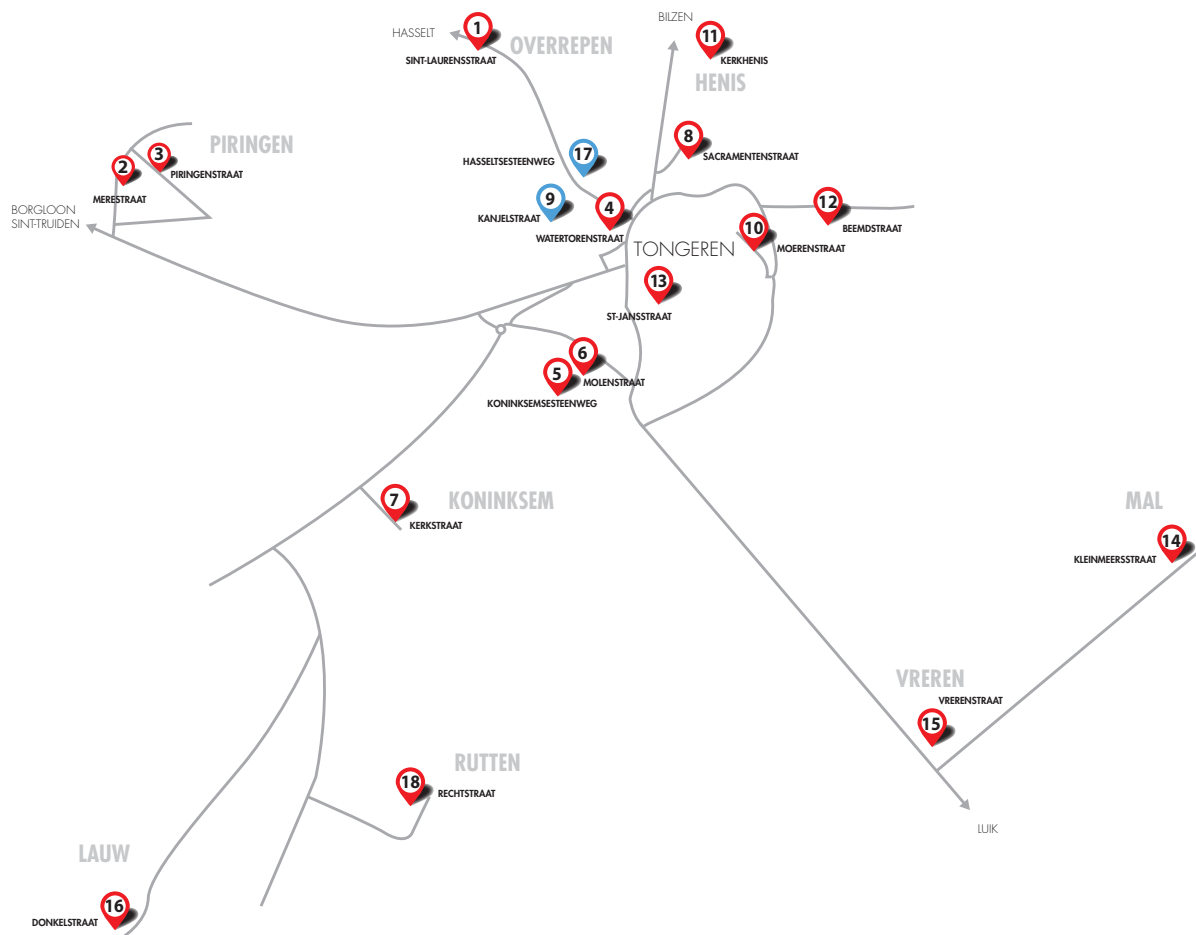 1
HASSELT
OVERREPEN
SINT-LAURENSSTRAAT
BILZEN
11
KERKHENIS
HENIS
8
SACRAMENTENSTRAAT
PIRINGEN
2
3
PIRINGENSTRAAT
MERESTRAAT
BORGLOON
SINT-TRUIDEN
HASSELTSESTEENWEG
17
9
KANJELSTRAAT
4
WATERTORENSTRAAT
12
BEEMDSTRAAT
10
MOERENSTRAAT
TONGEREN
13
ST-JANSSTRAAT
6
MOLENSTRAAT
5
KONINKSEMSESTEENWEG
7
KERKSTRAAT
KONINKSEM
MAL
14
KLEINMEERSSTRAAT
VREREN
VRERENSTRAAT
15
LUIK
RUTTEN
18
RECHTSTRAAT
LAUW
16
DONKELSTRAAT